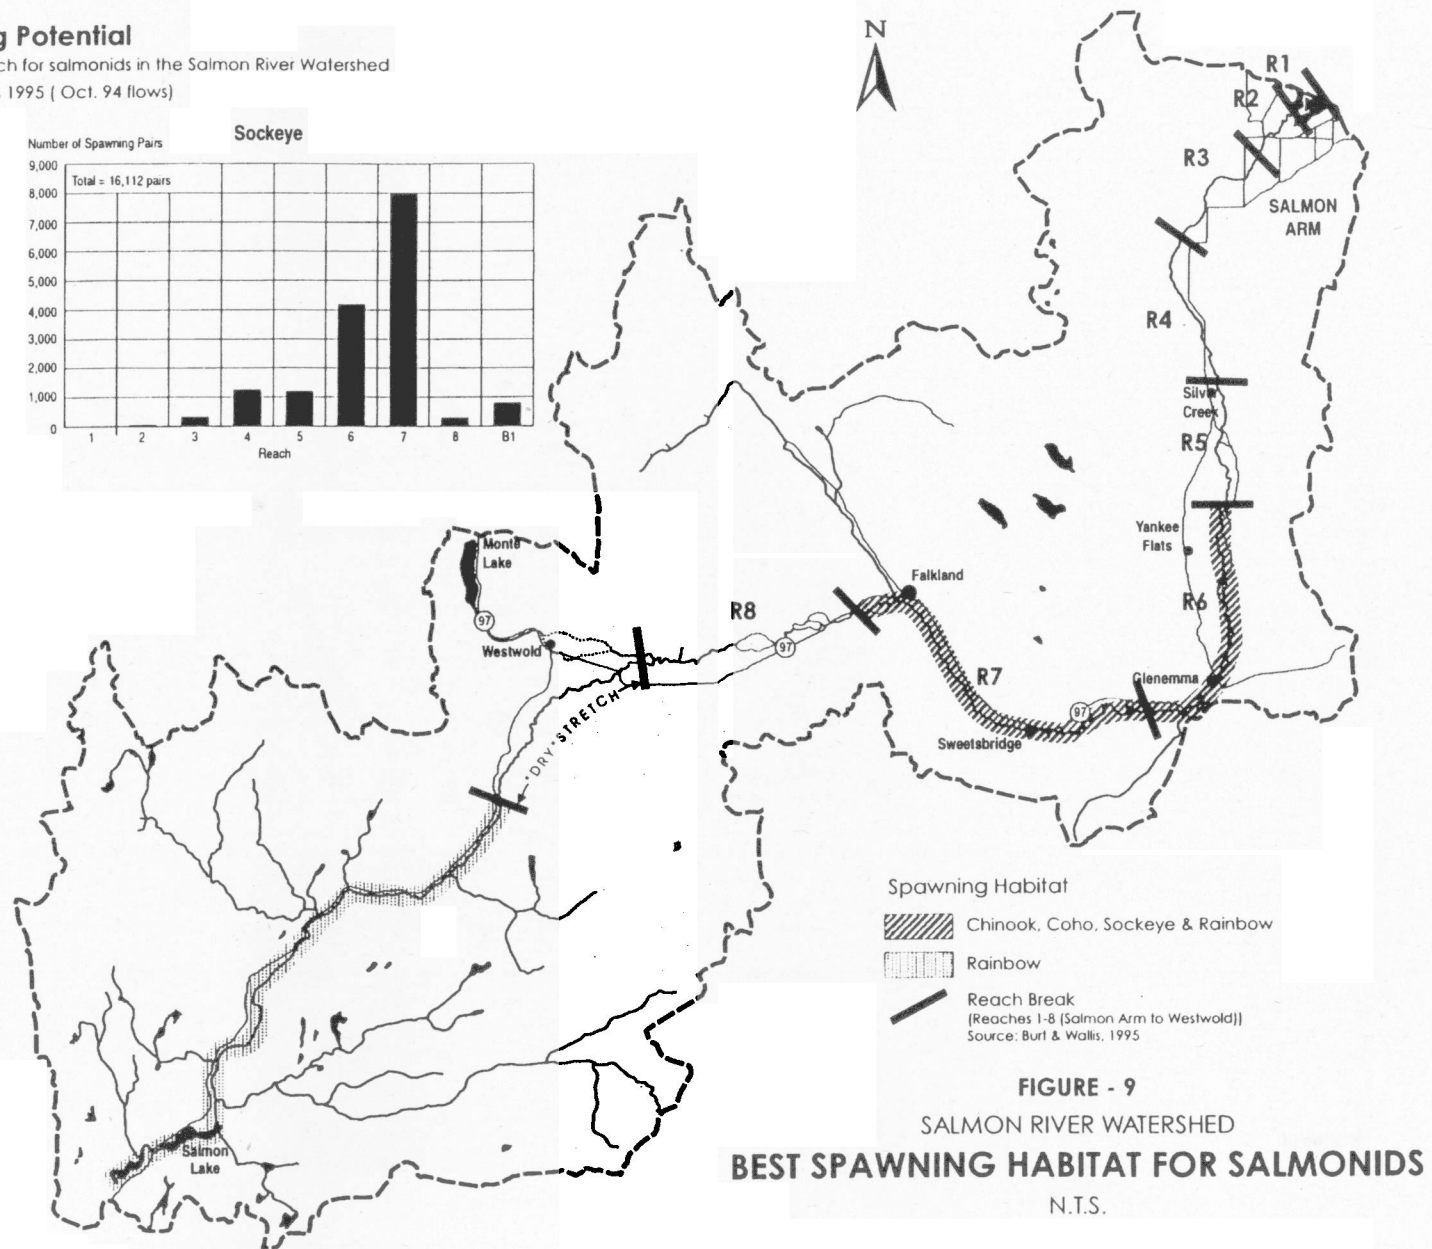 g Potential
ch for salmonids in the Salmon River Watershed
1995 ( Oct. 94 flows)
Sockeye
Number of Spawning Pairs
Total = 16,112 pairs
9,000
8,000
7,000
6,000
5,000
4,000
3,000
2,000
1,000
0
1 2 3 4 5 6 7 8 B1
Reach
N
R1
R2
R3
SALMON
ARM
R4
Silver
Creek
R5
Yankee
Flats
R6
Glenemma
Falkland
R7
97
Sweetsbridge
R8
97
Monte
Lake
97
Westwold
"DRY" STRETCH
Salmon
Lake
Spawning Habitat
Chinook, Coho, Sockeye & Rainbow
Rainbow
Reach Break
(Reaches 1-8 (Salmon Arm to Westwold))
Source: Burt & Wallis, 1995
FIGURE - 9
SALMON RIVER WATERSHED
BEST SPAWNING HABITAT FOR SALMONIDS
N.T.S.